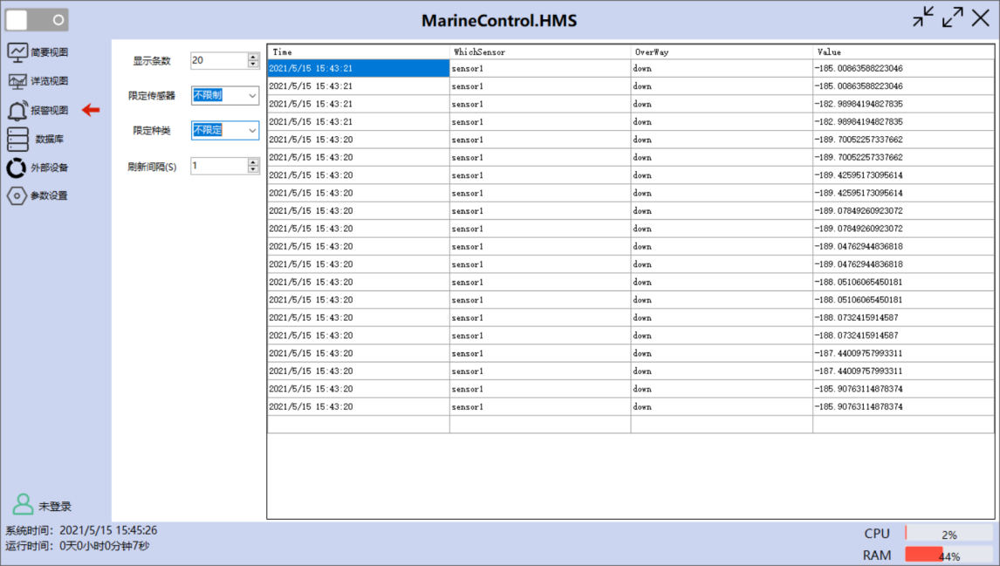 MarineControl.HMS
简要视图
详览视图
报警视图
数据库
外部设备
参数设置
显示条数 20
限定传感器 不限制
限定种类 不限定
刷新间隔(S) 1
Time WhichSensor OverWay Value
2021/5/15 15:43:21 sensor1 down -185.00863588223046
2021/5/15 15:43:21 sensor1 down -185.00863588223046
2021/5/15 15:43:21 sensor1 down -182.98984194827835
2021/5/15 15:43:21 sensor1 down -182.98984194827835
2021/5/15 15:43:20 sensor1 down -189.70052257337662
2021/5/15 15:43:20 sensor1 down -189.70052257337662
2021/5/15 15:43:20 sensor1 down -189.42595173095614
2021/5/15 15:43:20 sensor1 down -189.42595173095614
2021/5/15 15:43:20 sensor1 down -189.07849260923072
2021/5/15 15:43:20 sensor1 down -189.07849260923072
2021/5/15 15:43:20 sensor1 down -189.04762944836818
2021/5/15 15:43:20 sensor1 down -189.04762944836818
2021/5/15 15:43:20 sensor1 down -188.05106065450181
2021/5/15 15:43:20 sensor1 down -188.05106065450181
2021/5/15 15:43:20 sensor1 down -188.0732415914587
2021/5/15 15:43:20 sensor1 down -188.0732415914587
2021/5/15 15:43:20 sensor1 down -187.44009757993311
2021/5/15 15:43:20 sensor1 down -187.44009757993311
2021/5/15 15:43:20 sensor1 down -185.90763114878374
2021/5/15 15:43:20 sensor1 down -185.90763114878374
未登录
系统时间: 2021/5/15 15:45:26
运行时间: 0天0小时0分钟7秒
CPU 2%
RAM 44%